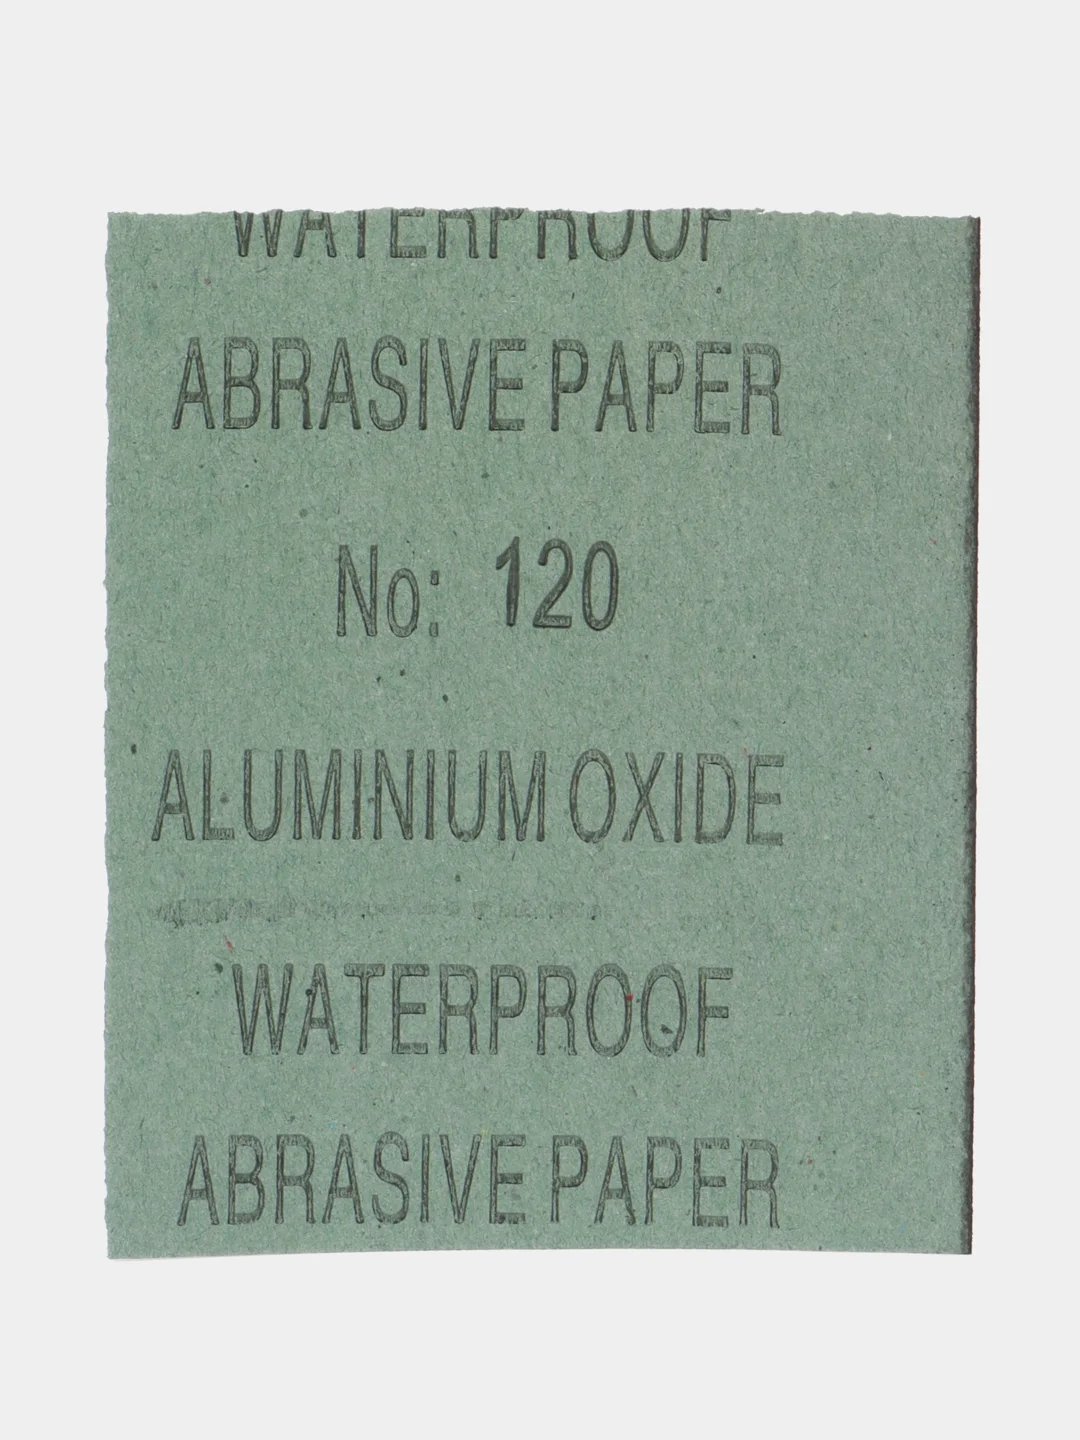 WATERPROOF
ABRASIVE PAPER
No: 120
ALUMINIUM OXIDE
WATERPROOF
ABRASIVE PAPER